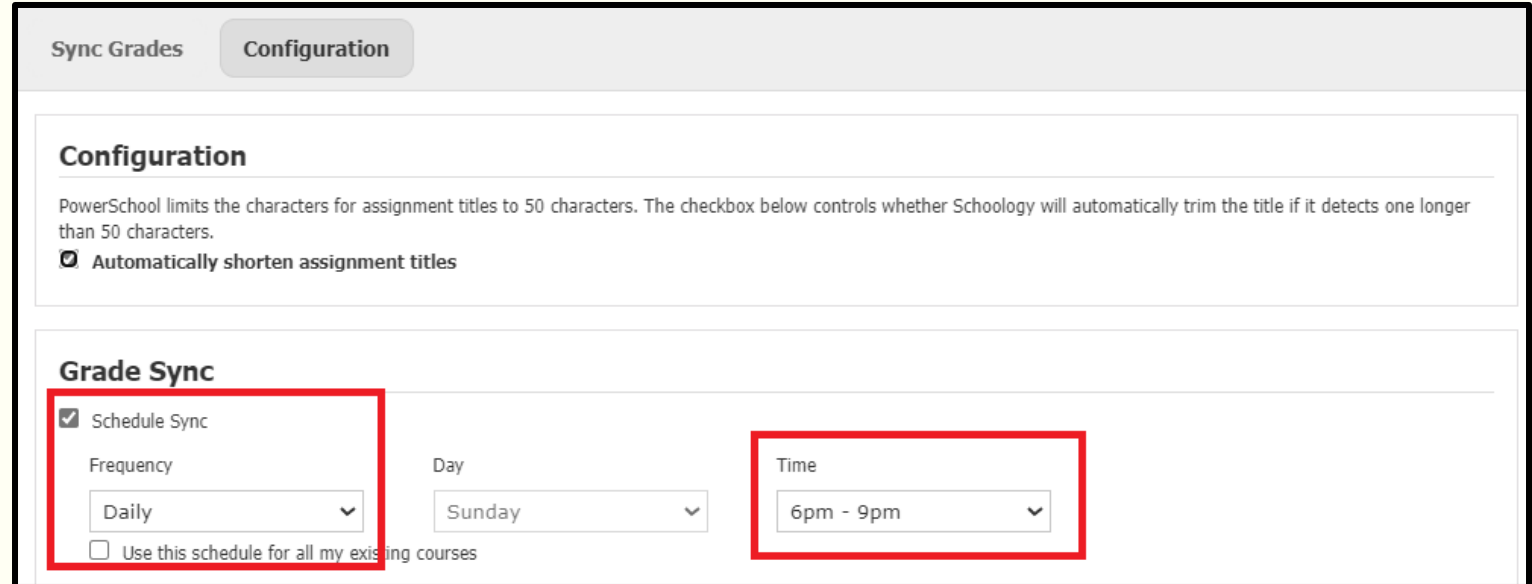 Sync Grades
Configuration
Configuration
PowerSchool limits the characters for assignment titles to 50 characters. The checkbox below controls whether Schoology will automatically trim the title if it detects one longer
than 50 characters.
Automatically shorten assignment titles
Grade Sync
Schedule Sync
Frequency
Day
Time
Daily
Sunday
6pm - 9pm
Use this schedule for all my existing courses